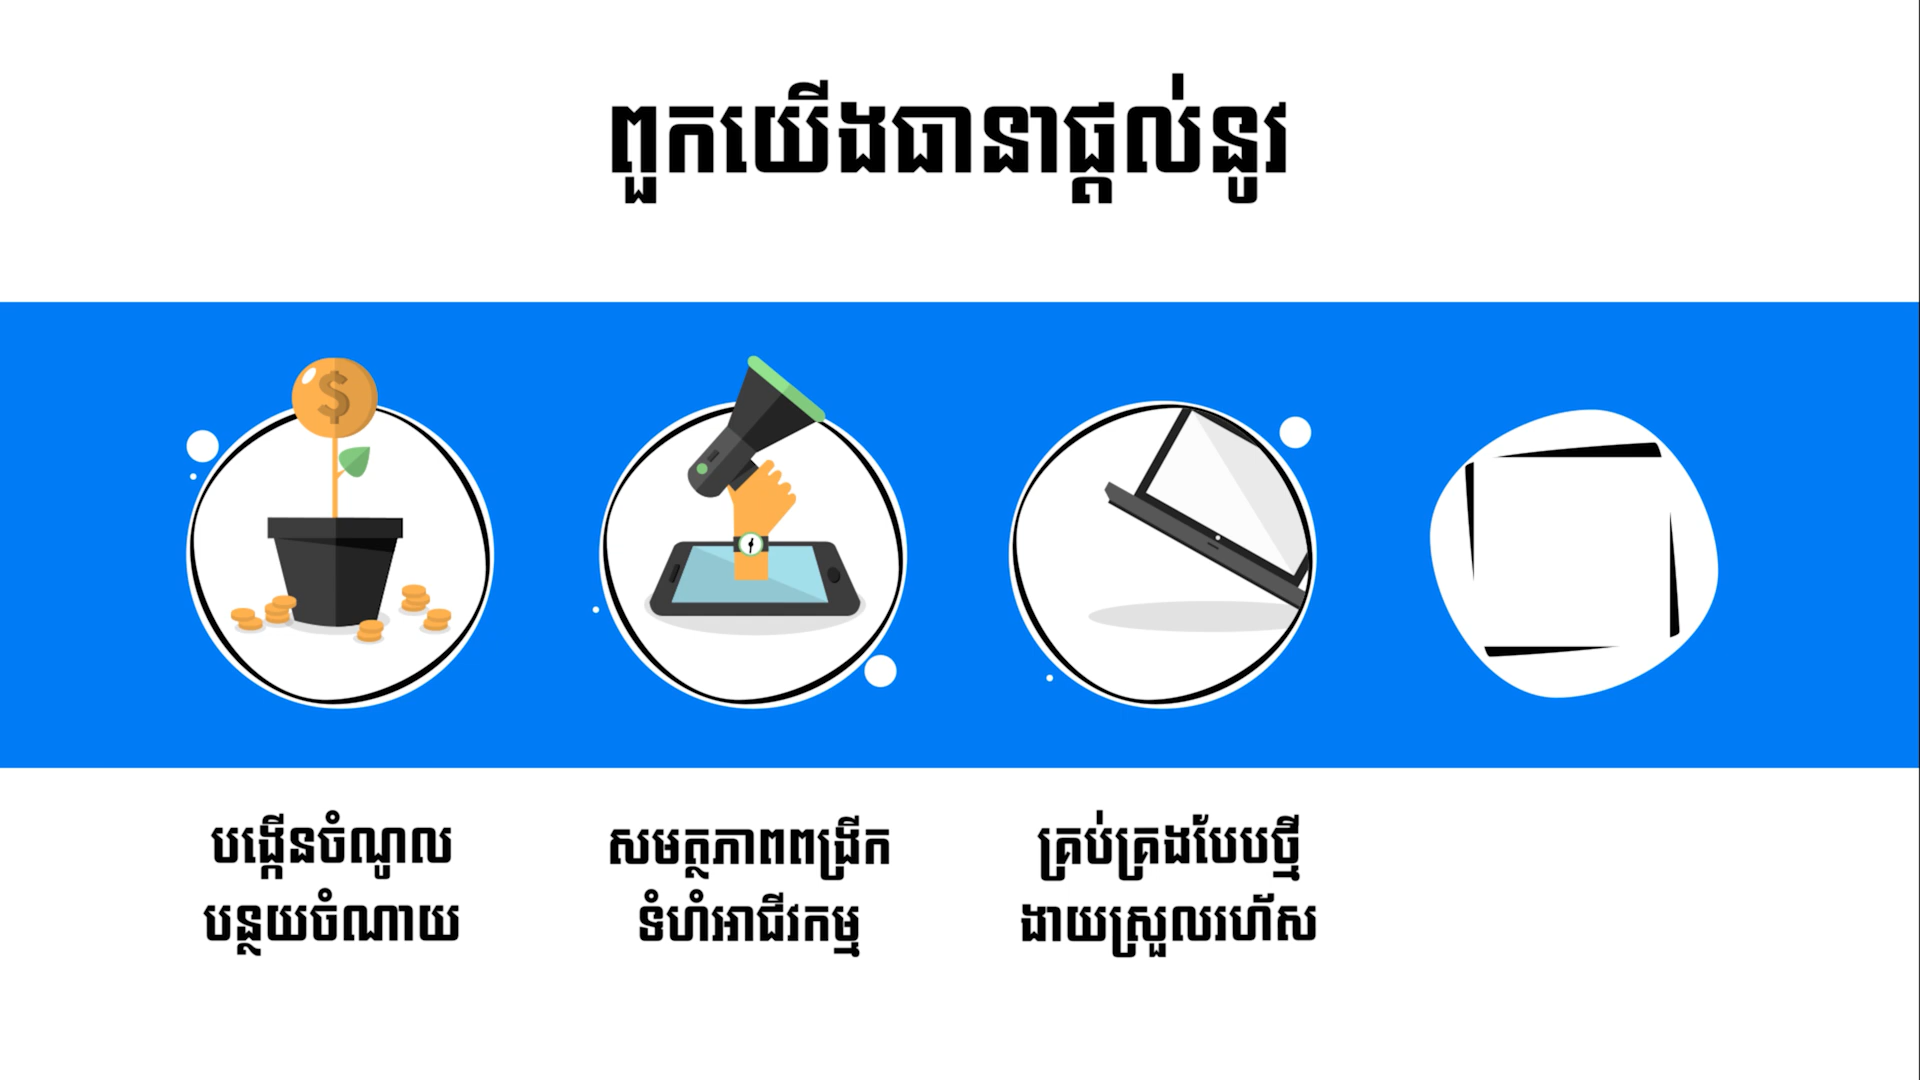 ពួកយើងធានាផ្ដល់នូវ
$
បង្កើនចំណូល
បន្ថយចំណាយ
សមត្ថភាពពង្រីក
ទំហំអាជីវកម្ម
គ្រប់គ្រងបែបថ្មី
ងាយស្រួលរហ័ស